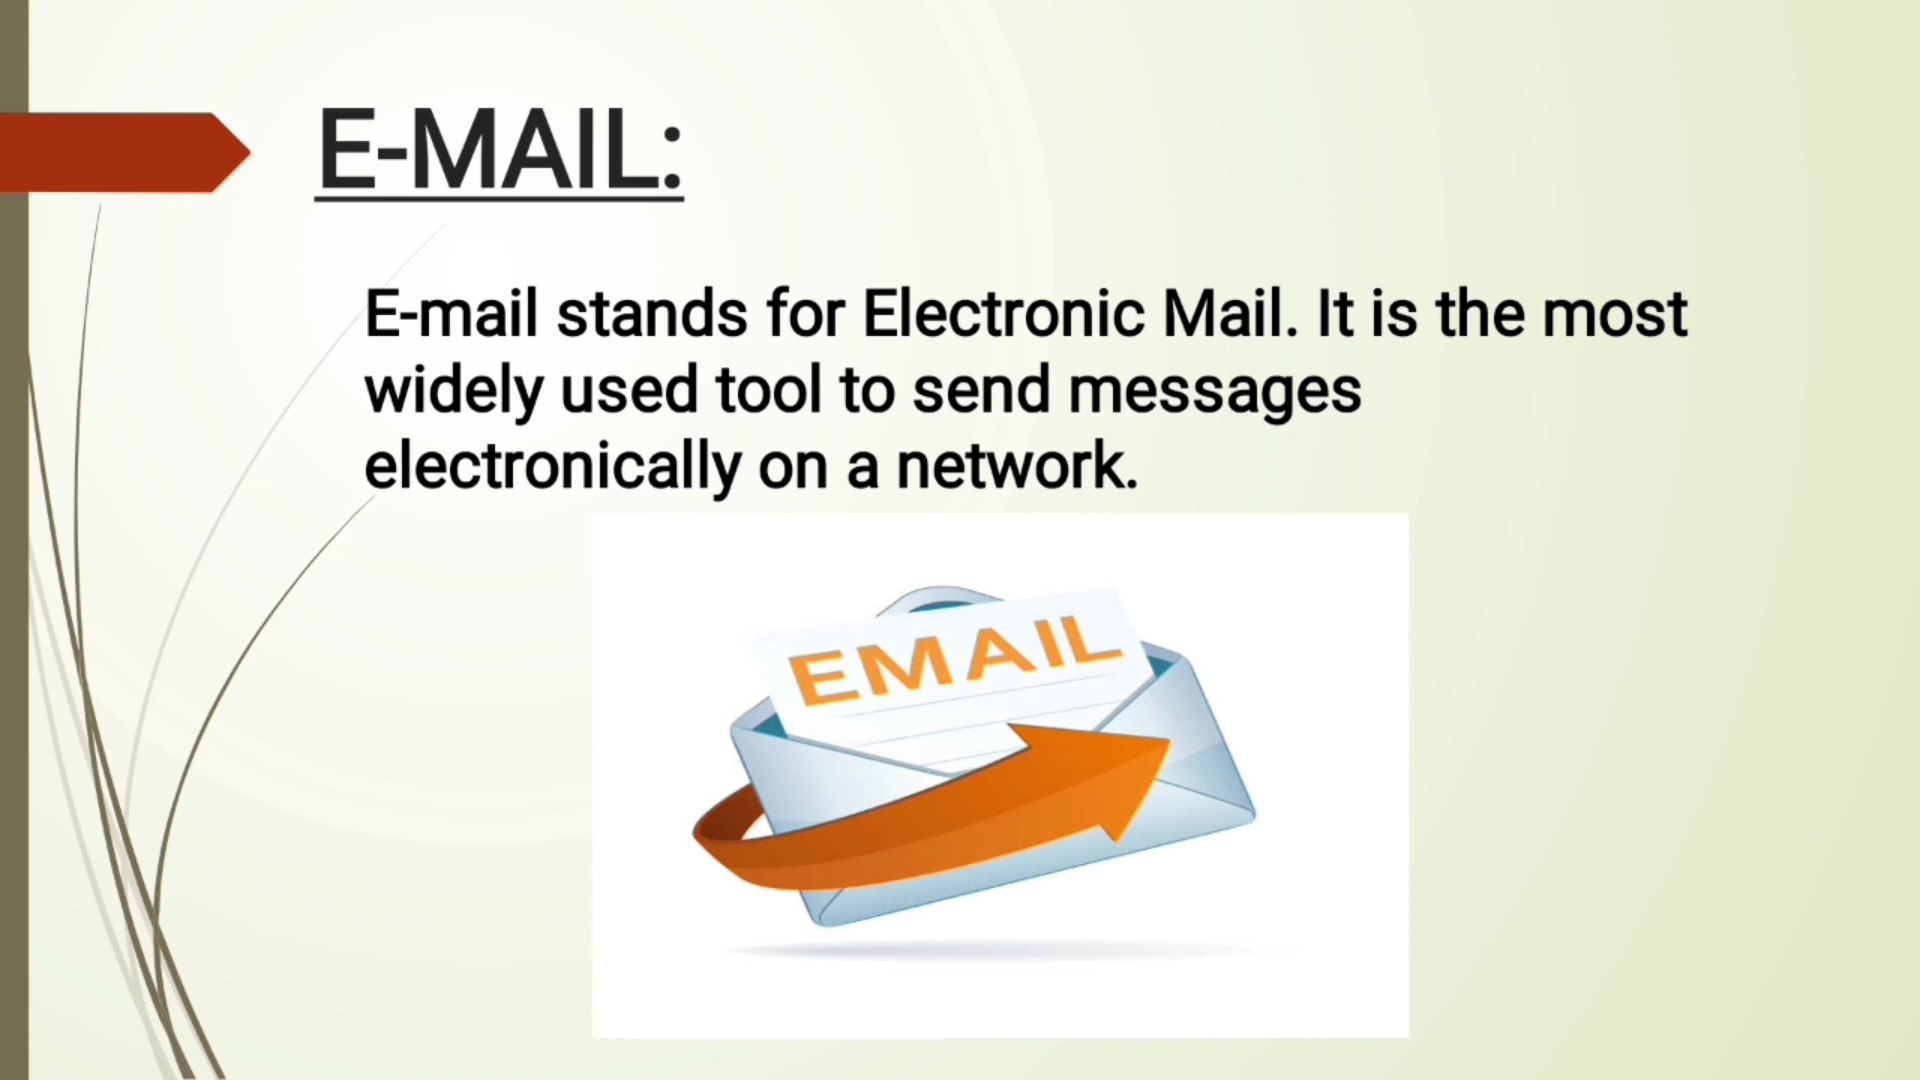 E-MAIL:
E-mail stands for Electronic Mail. It is the most
widely used tool to send messages
electronically on a network.
EMAIL